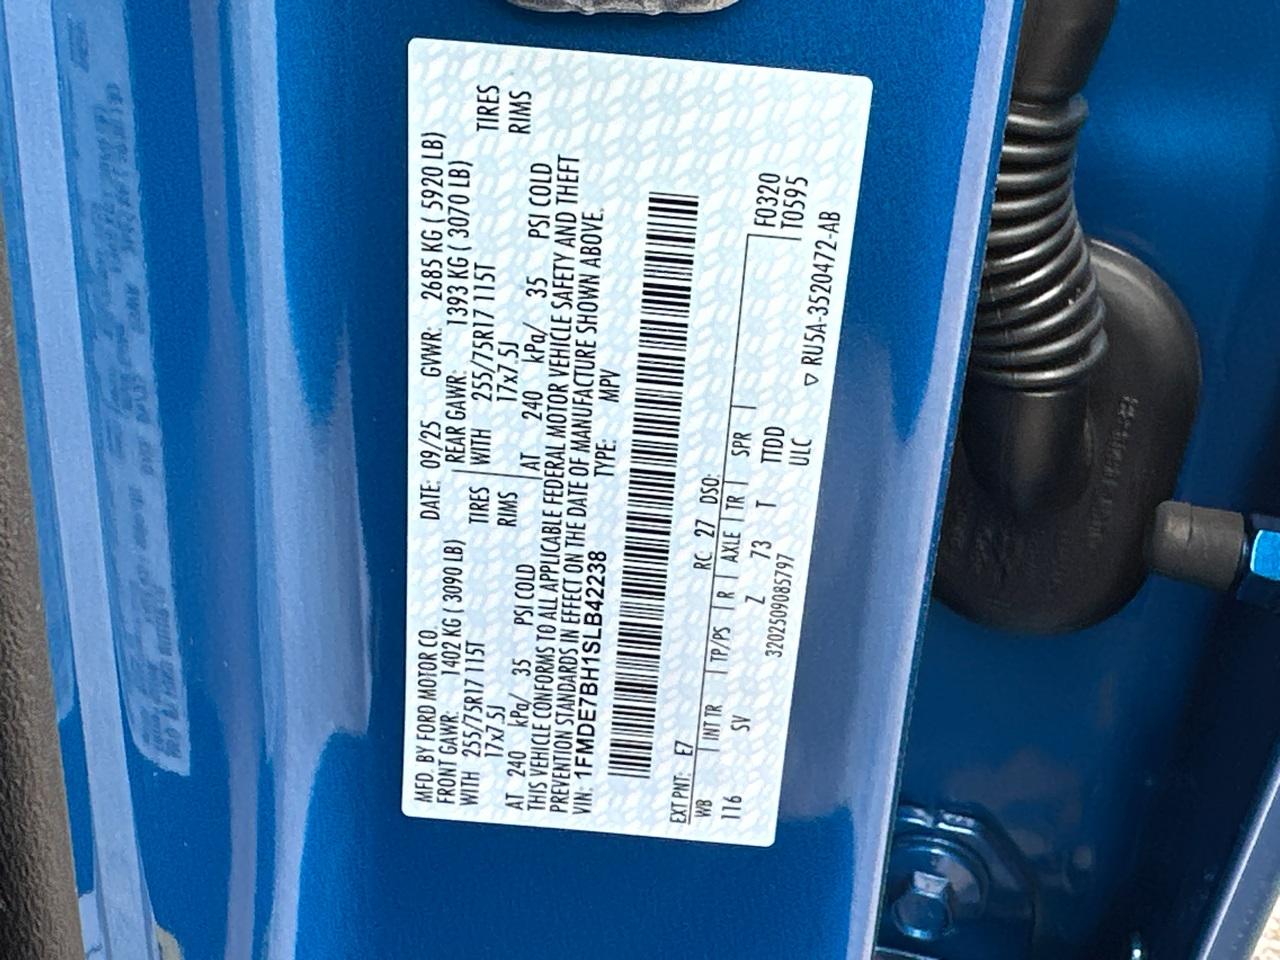 MFD. BY FORD MOTOR CO. DATE: 09/25 GVWR: 2685 KG ( 5920 LB)
FRONT GAWR: 1402 KG ( 3090 LB) REAR GAWR: 1393 KG ( 3070 LB)
WITH 255/75R17 115T TIRES WITH 255/75R17 115T TIRES
17x7.5J RIMS 17x7.5J RIMS
AT 240 kPa/ 35 PSI COLD AT 240 kPa/ 35 PSI COLD
THIS VEHICLE CONFORMS TO ALL APPLICABLE FEDERAL MOTOR VEHICLE SAFETY AND THEFT
PREVENTION STANDARDS IN EFFECT ON THE DATE OF MANUFACTURE SHOWN ABOVE.
VIN: 1FMDE7BH1SLB42238 TYPE: MPV
EXT PNT: E7 RC: 27 DSO:
WB INT TR TP/PS R AXLE TR SPR F0320
116 SV Z 73 T TTDD T0595
3202509085797 ULC ▽ RU5A-3520472-AB